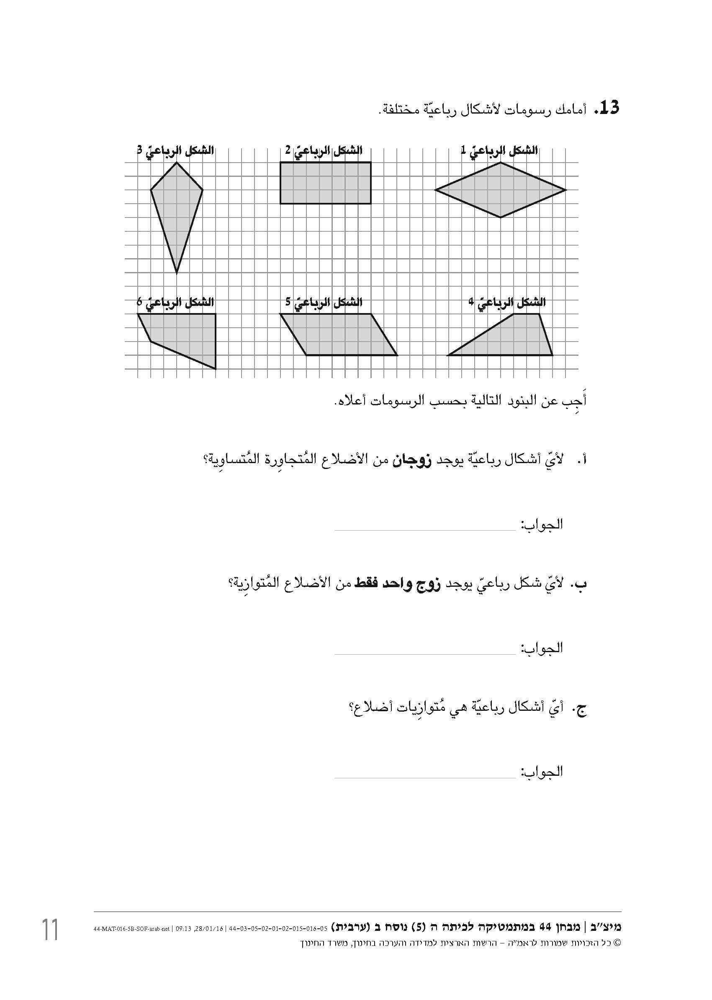 13. أمامك رسومات لأشكال رباعيّة مختلفة.
الشكل الرباعيّ 1
الشكل الرباعيّ 2
الشكل الرباعيّ 3
الشكل الرباعيّ 4
الشكل الرباعيّ 5
الشكل الرباعيّ 6
أَجِب عن البنود التالية بحسب الرسومات أعلاه.
أ. لأيّ أشكال رباعيّة يوجد زوجان من الأضلاع المُتجاوِرة المُتساوِية؟
الجواب:
ب. لأيّ شكل رباعيّ يوجد زوج واحد فقط من الأضلاع المُتوازِية؟
الجواب:
ج. أيّ أشكال رباعيّة هي مُتوازِيات أضلاع؟
الجواب:
מיצ"ב | מבחן 44 במתמטיקה לכיתה ה (5) נוסח ב (ערבית) 44-03-05-02-01-02-015-016-05 | 09:13 ,28/01/16 | 44-MAT-016-5B-SOF-arab-net
© כל הזכויות שמורות לראמ"ה – הרשות הארצית למדידה והערכה בחינוך, משרד החינוך
11